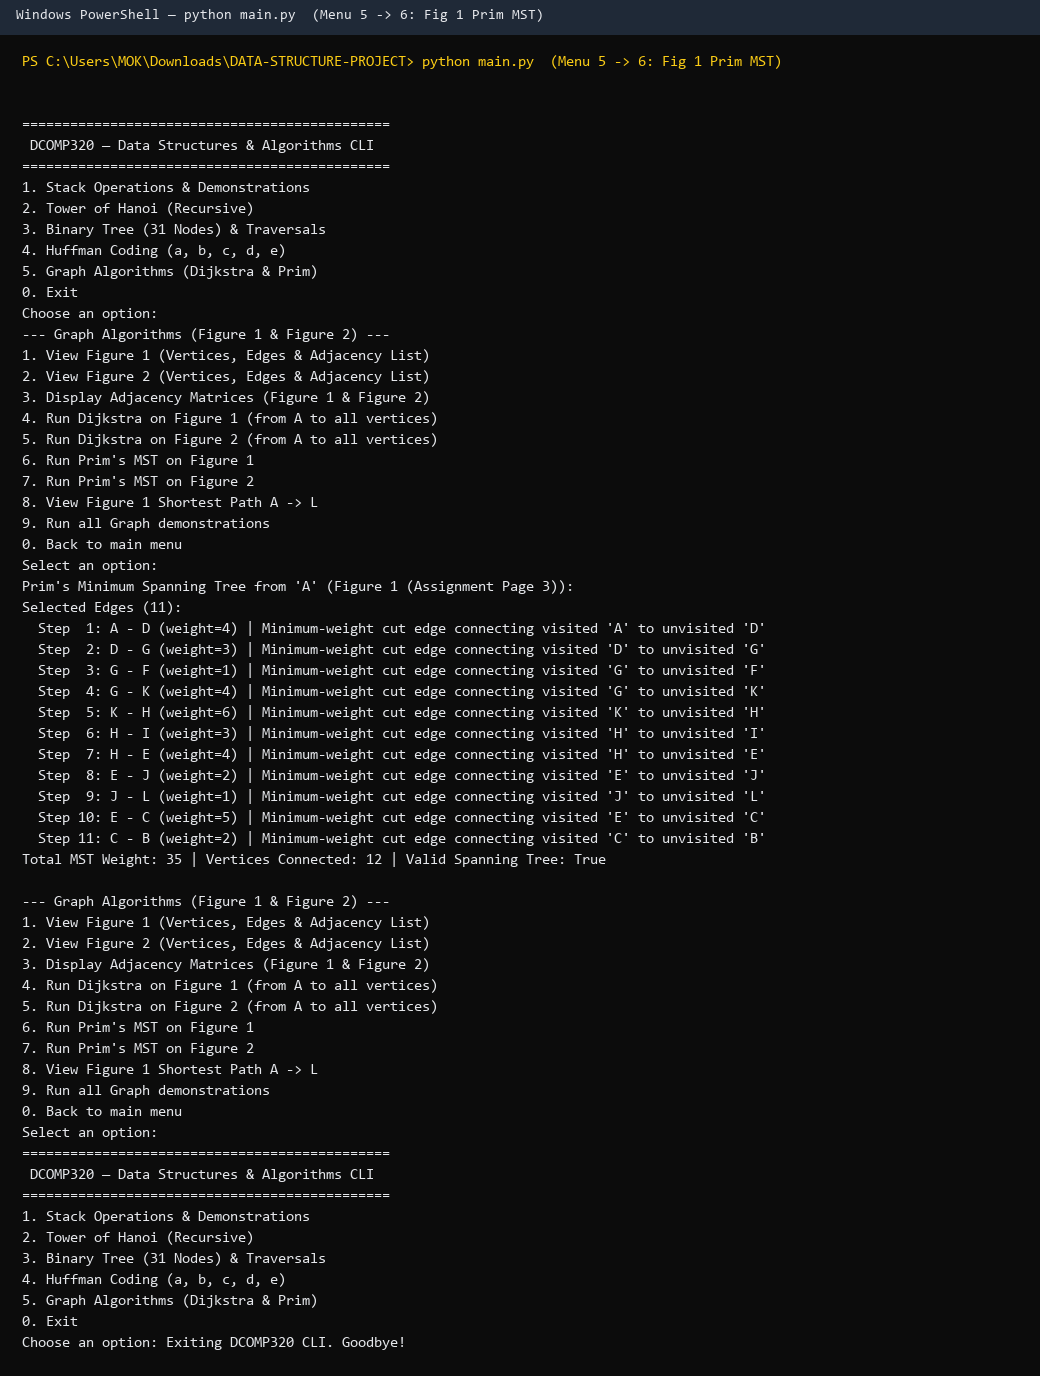 Windows PowerShell — python main.py  (Menu 5 -> 6: Fig 1 Prim MST)
PS C:\Users\MOK\Downloads\DATA-STRUCTURE-PROJECT> python main.py  (Menu 5 -> 6: Fig 1 Prim MST)
==============================================
 DCOMP320 — Data Structures & Algorithms CLI
==============================================
1. Stack Operations & Demonstrations
2. Tower of Hanoi (Recursive)
3. Binary Tree (31 Nodes) & Traversals
4. Huffman Coding (a, b, c, d, e)
5. Graph Algorithms (Dijkstra & Prim)
0. Exit
Choose an option:
--- Graph Algorithms (Figure 1 & Figure 2) ---
1. View Figure 1 (Vertices, Edges & Adjacency List)
2. View Figure 2 (Vertices, Edges & Adjacency List)
3. Display Adjacency Matrices (Figure 1 & Figure 2)
4. Run Dijkstra on Figure 1 (from A to all vertices)
5. Run Dijkstra on Figure 2 (from A to all vertices)
6. Run Prim's MST on Figure 1
7. Run Prim's MST on Figure 2
8. View Figure 1 Shortest Path A -> L
9. Run all Graph demonstrations
0. Back to main menu
Select an option:
Prim's Minimum Spanning Tree from 'A' (Figure 1 (Assignment Page 3)):
Selected Edges (11):
  Step  1: A - D (weight=4) | Minimum-weight cut edge connecting visited 'A' to unvisited 'D'
  Step  2: D - G (weight=3) | Minimum-weight cut edge connecting visited 'D' to unvisited 'G'
  Step  3: G - F (weight=1) | Minimum-weight cut edge connecting visited 'G' to unvisited 'F'
  Step  4: G - K (weight=4) | Minimum-weight cut edge connecting visited 'G' to unvisited 'K'
  Step  5: K - H (weight=6) | Minimum-weight cut edge connecting visited 'K' to unvisited 'H'
  Step  6: H - I (weight=3) | Minimum-weight cut edge connecting visited 'H' to unvisited 'I'
  Step  7: H - E (weight=4) | Minimum-weight cut edge connecting visited 'H' to unvisited 'E'
  Step  8: E - J (weight=2) | Minimum-weight cut edge connecting visited 'E' to unvisited 'J'
  Step  9: J - L (weight=1) | Minimum-weight cut edge connecting visited 'J' to unvisited 'L'
  Step 10: E - C (weight=5) | Minimum-weight cut edge connecting visited 'E' to unvisited 'C'
  Step 11: C - B (weight=2) | Minimum-weight cut edge connecting visited 'C' to unvisited 'B'
Total MST Weight: 35 | Vertices Connected: 12 | Valid Spanning Tree: True
--- Graph Algorithms (Figure 1 & Figure 2) ---
1. View Figure 1 (Vertices, Edges & Adjacency List)
2. View Figure 2 (Vertices, Edges & Adjacency List)
3. Display Adjacency Matrices (Figure 1 & Figure 2)
4. Run Dijkstra on Figure 1 (from A to all vertices)
5. Run Dijkstra on Figure 2 (from A to all vertices)
6. Run Prim's MST on Figure 1
7. Run Prim's MST on Figure 2
8. View Figure 1 Shortest Path A -> L
9. Run all Graph demonstrations
0. Back to main menu
Select an option:
==============================================
 DCOMP320 — Data Structures & Algorithms CLI
==============================================
1. Stack Operations & Demonstrations
2. Tower of Hanoi (Recursive)
3. Binary Tree (31 Nodes) & Traversals
4. Huffman Coding (a, b, c, d, e)
5. Graph Algorithms (Dijkstra & Prim)
0. Exit
Choose an option: Exiting DCOMP320 CLI. Goodbye!